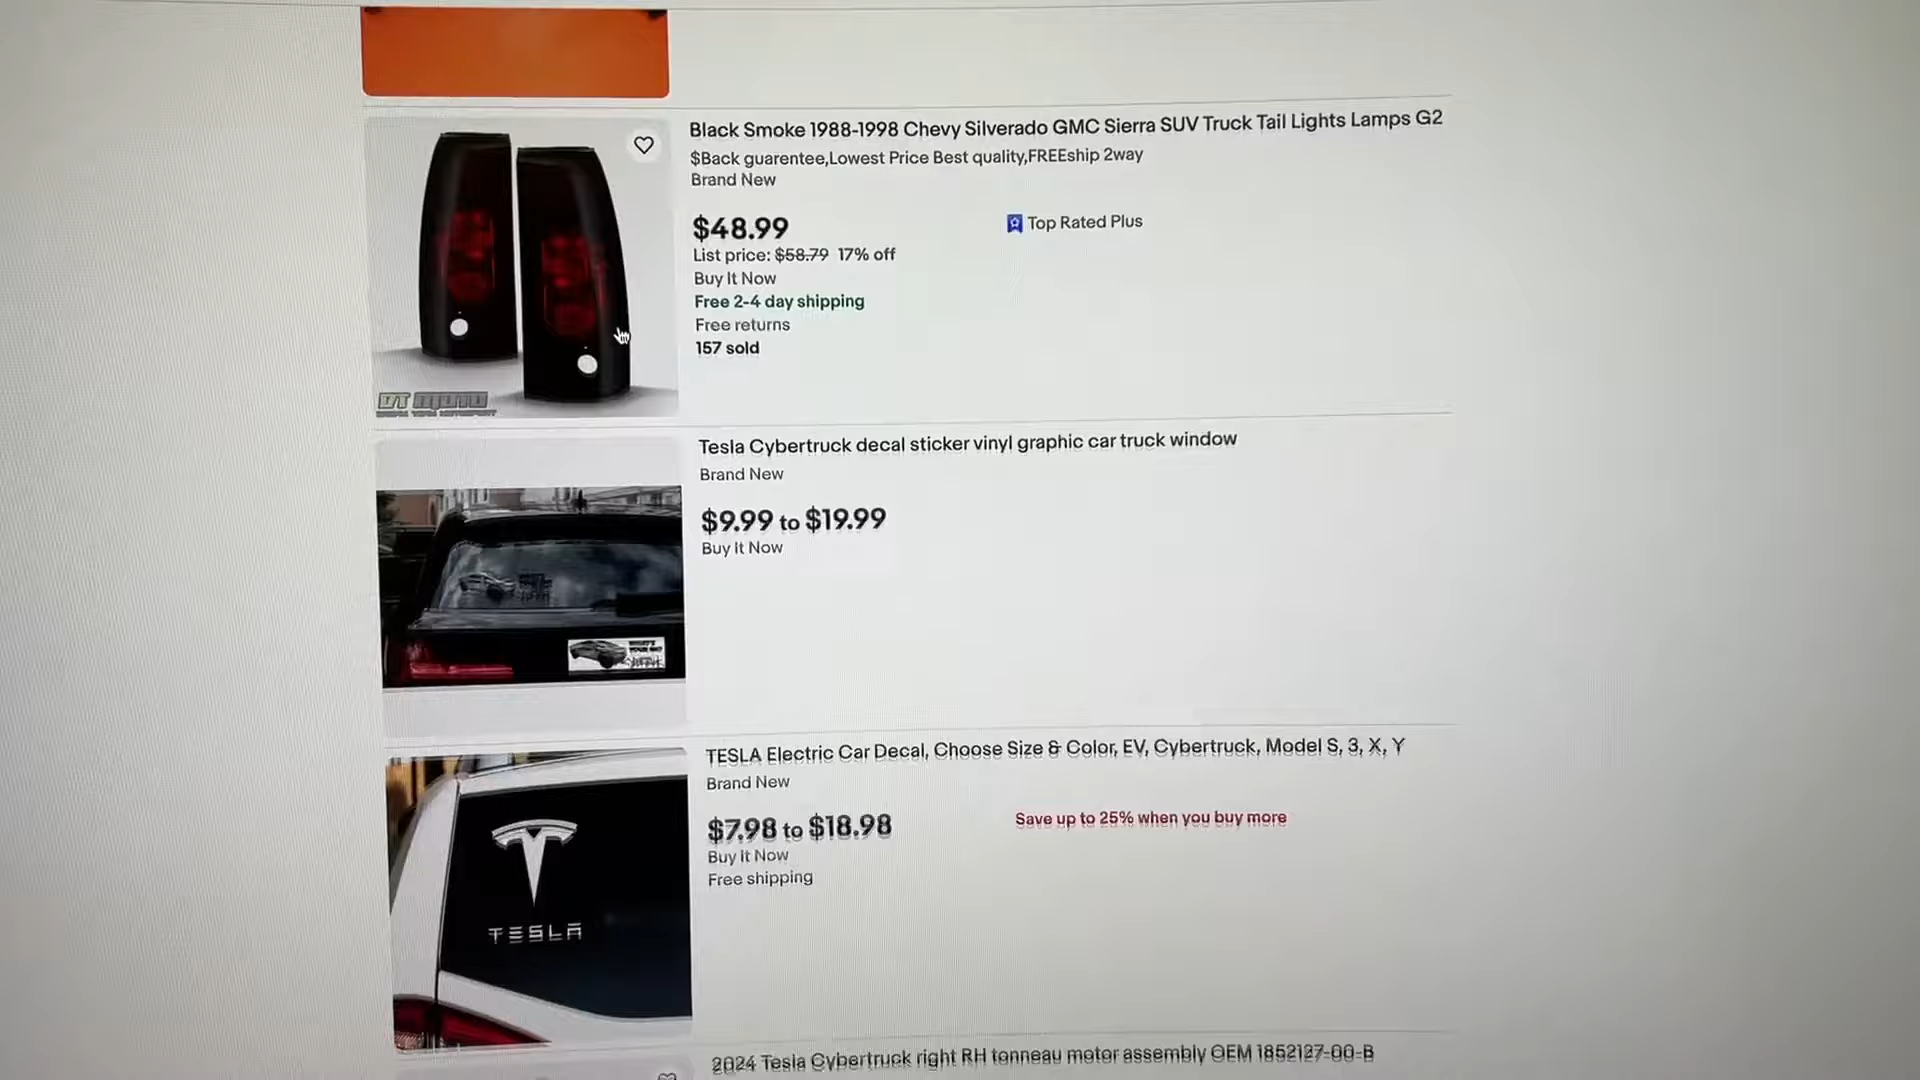 Black Smoke 1988-1998 Chevy Silverado GMC Sierra SUV Truck Tail Lights Lamps G2
$Back guarentee,Lowest Price Best quality,FREEship 2way
Brand New
$48.99
Top Rated Plus
List price: $58.79 17% off
Buy It Now
Free 2-4 day shipping
Free returns
157 sold
DT MOTO
Tesla Cybertruck decal sticker vinyl graphic car truck window
Brand New
$9.99 to $19.99
Buy It Now
TESLA Electric Car Decal, Choose Size & Color, EV, Cybertruck, Model S, 3, X, Y
Brand New
$7.98 to $18.98
Save up to 25% when you buy more
Buy It Now
Free shipping
TESLA
2024 Tesla Cybertruck right RH tonneau motor assembly OEM 1852127-00-B